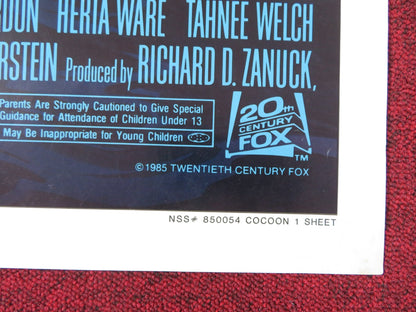 RDON HERTA WARE TAHNEE WELCH
RSTEIN Produced by RICHARD D. ZANUCK,
Parents Are Strongly Cautioned to Give Special
Guidance for Attendance of Children Under 13
May Be Inappropriate for Young Children
20th
CENTURY
FOX
TM
© 1985 TWENTIETH CENTURY FOX
NSS# 850054 COCOON 1 SHEET